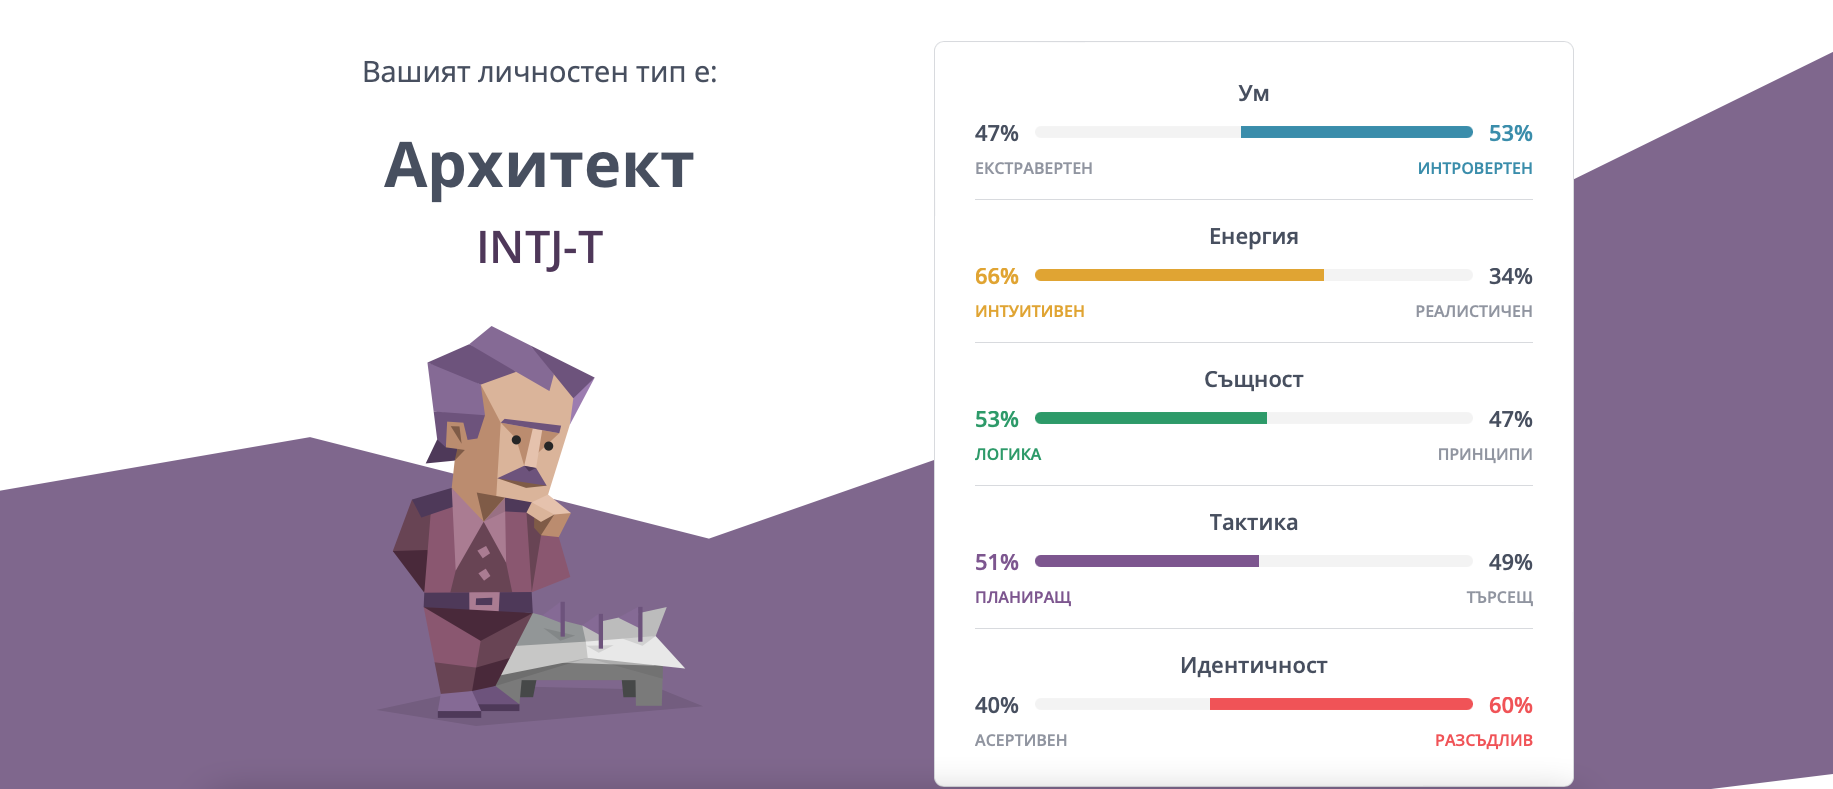 Вашият личностен тип е:
Архитект
INTJ-T
Ум
47% 53%
ЕКСТРАВЕРТЕН ИНТРОВЕРТЕН
Енергия
66% 34%
ИНТУИТИВЕН РЕАЛИСТИЧЕН
Същност
53% 47%
ЛОГИКА ПРИНЦИПИ
Тактика
51% 49%
ПЛАНИРАЩ ТЪРСЕЩ
Идентичност
40% 60%
АСЕРТИВЕН РАЗСЪДЛИВ